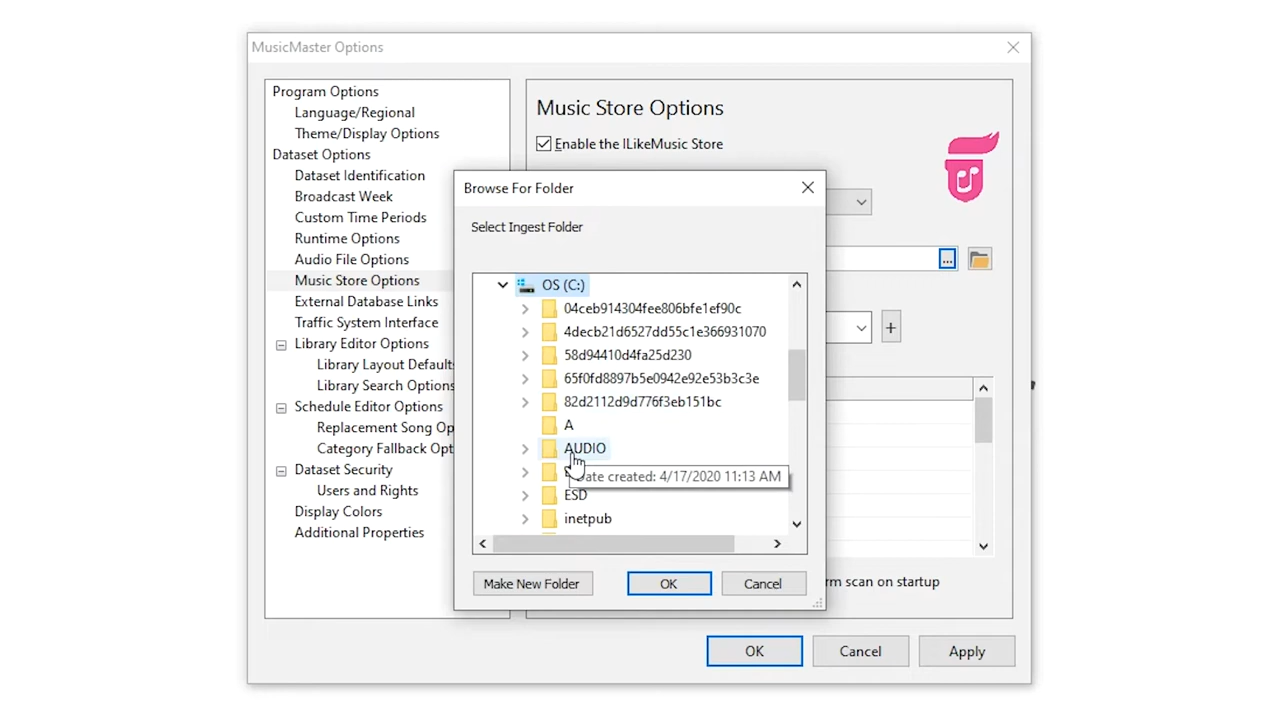 MusicMaster Options
Program Options
Language/Regional
Theme/Display Options
Dataset Options
Dataset Identification
Broadcast Week
Custom Time Periods
Runtime Options
Audio File Options
Music Store Options
External Database Links
Traffic System Interface
Library Editor Options
Library Layout Defaults
Library Search Options
Schedule Editor Options
Replacement Song Op
Category Fallback Opt
Dataset Security
Users and Rights
Display Colors
Additional Properties
Music Store Options
Enable the ILikeMusic Store
...
+
rm scan on startup
Browse For Folder
Select Ingest Folder
OS (C:)
04ceb914304fee806bfe1ef90c
4decb21d6527dd55c1e366931070
58d94410d4fa25d230
65f0fd8897b5e0942e92e53b3c3e
82d2112d9d776f3eb151bc
A
AUDIO
Date created: 4/17/2020 11:13 AM
ESD
inetpub
Make New Folder
OK
Cancel
OK
Cancel
Apply